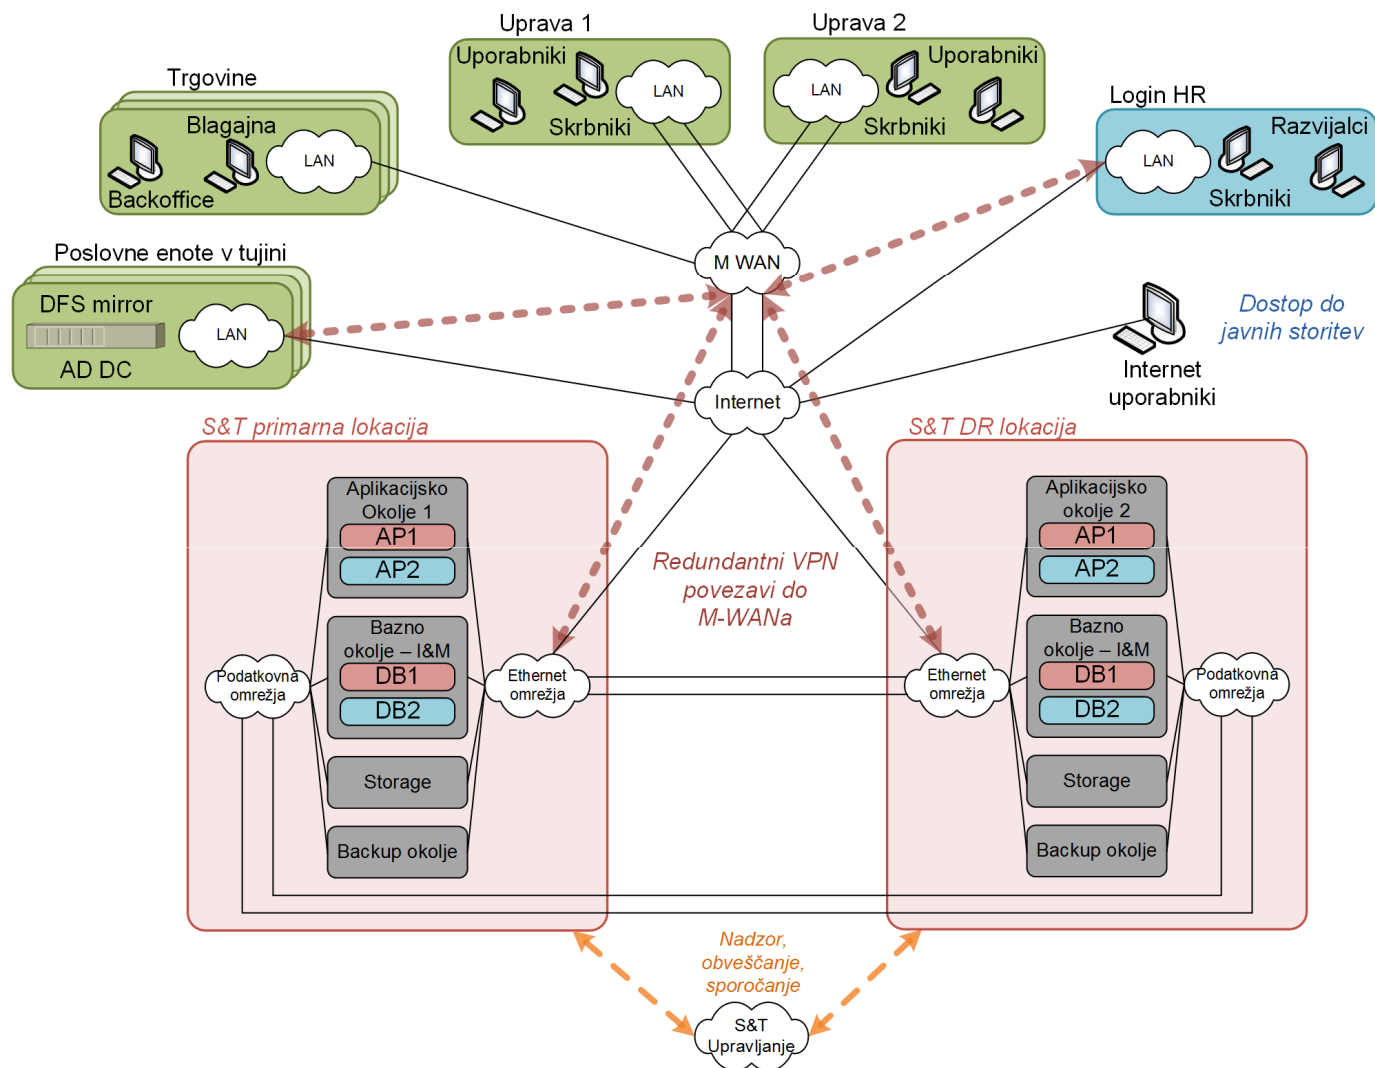 Uprava 1
Uprava 2
Uporabniki
LAN
Skrbniki
Uporabniki
LAN
Skrbniki
Trgovine
Blagajna
LAN
Backoffice
Login HR
Razvijalci
LAN
Skrbniki
Poslovne enote v tujini
DFS mirror
LAN
AD DC
M WAN
Internet
Dostop do
javnih storitev
Internet
uporabniki
S&T primarna lokacija
Aplikacijsko
Okolje 1
AP1
AP2
Bazno
okolje – I&M
DB1
DB2
Storage
Backup okolje
Podatkovna
omrežja
Ethernet
omrežja
Redundantni VPN
povezavi do
M-WANa
S&T DR lokacija
Aplikacijsko
okolje 2
AP1
AP2
Bazno
okolje – I&M
DB1
DB2
Storage
Backup okolje
Ethernet
omrežja
Podatkovna
omrežja
Nadzor,
obveščanje,
sporočanje
S&T
Upravljanje